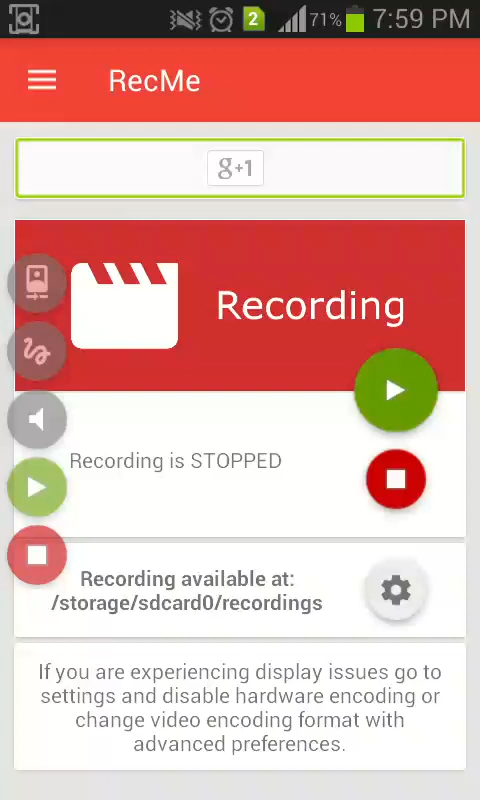 2 71% 7:59 PM
RecMe
g+1
Recording
Recording is STOPPED
Recording available at:
/storage/sdcard0/recordings
If you are experiencing display issues go to
settings and disable hardware encoding or
change video encoding format with
advanced preferences.